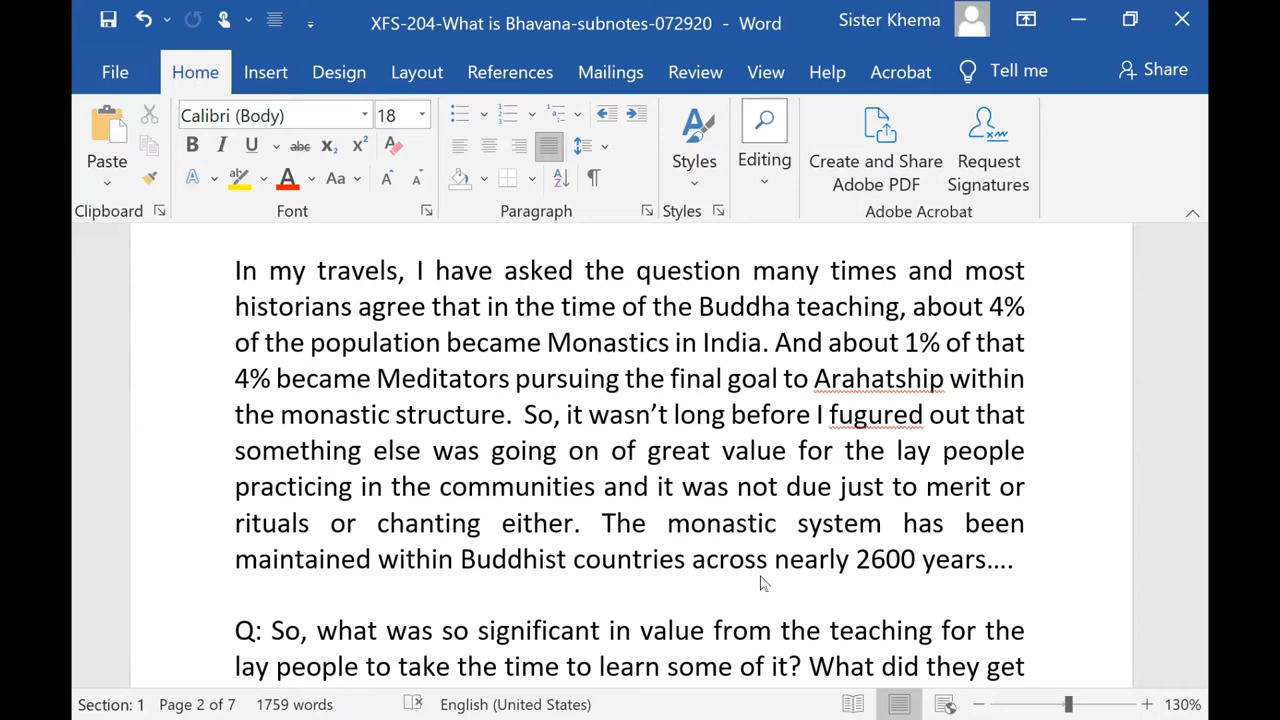 XFS-204-What is Bhavana-subnotes-072920 - Word
Sister Khema
File Home Insert Design Layout References Mailings Review View Help Acrobat Tell me Share
Calibri (Body) 18
Paste
B I U abc x₂ x²
A ab A Aa A A
Styles
Editing
Create and Share Adobe PDF
Request Signatures
Clipboard Font Paragraph Styles Adobe Acrobat
In my travels, I have asked the question many times and most
historians agree that in the time of the Buddha teaching, about 4%
of the population became Monastics in India. And about 1% of that
4% became Meditators pursuing the final goal to Arahatship within
the monastic structure. So, it wasn’t long before I fugured out that
something else was going on of great value for the lay people
practicing in the communities and it was not due just to merit or
rituals or chanting either. The monastic system has been
maintained within Buddhist countries across nearly 2600 years….
Q: So, what was so significant in value from the teaching for the
lay people to take the time to learn some of it? What did they get
Section: 1 Page 2 of 7 1759 words English (United States) 130%